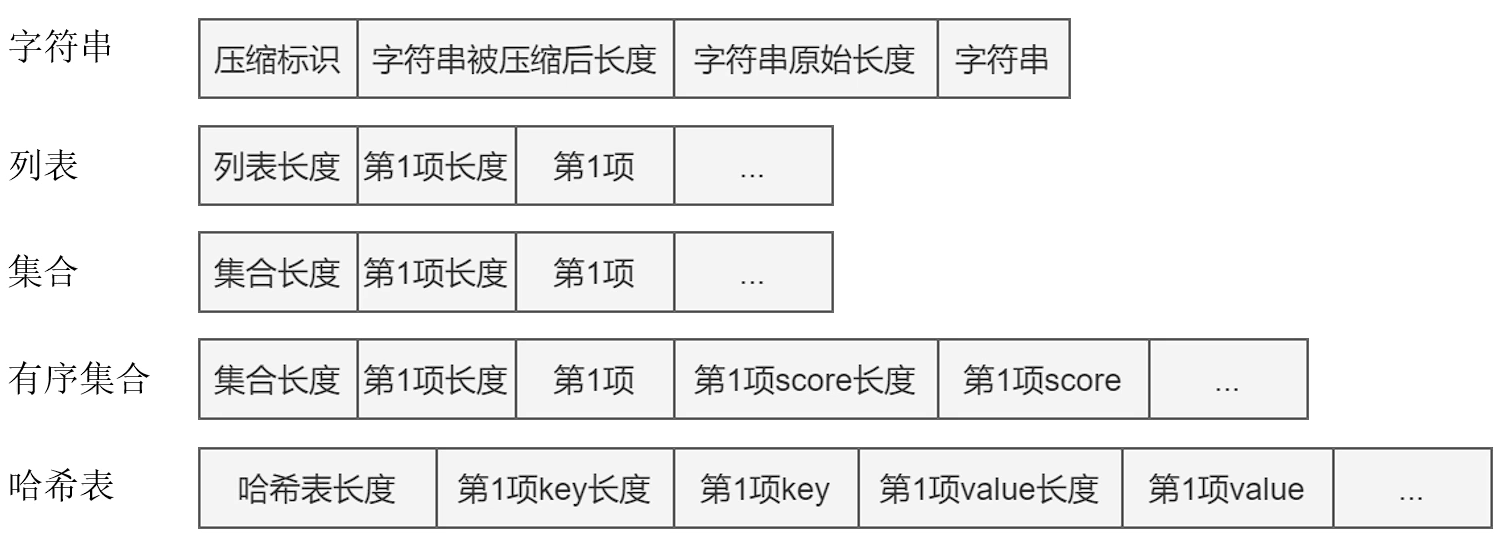 字符串 压缩标识 字符串被压缩后长度 字符串原始长度 字符串
列表 列表长度 第1项长度 第1项 ...
集合 集合长度 第1项长度 第1项 ...
有序集合 集合长度 第1项长度 第1项 第1项score长度 第1项score ...
哈希表 哈希表长度 第1项key长度 第1项key 第1项value长度 第1项value ...